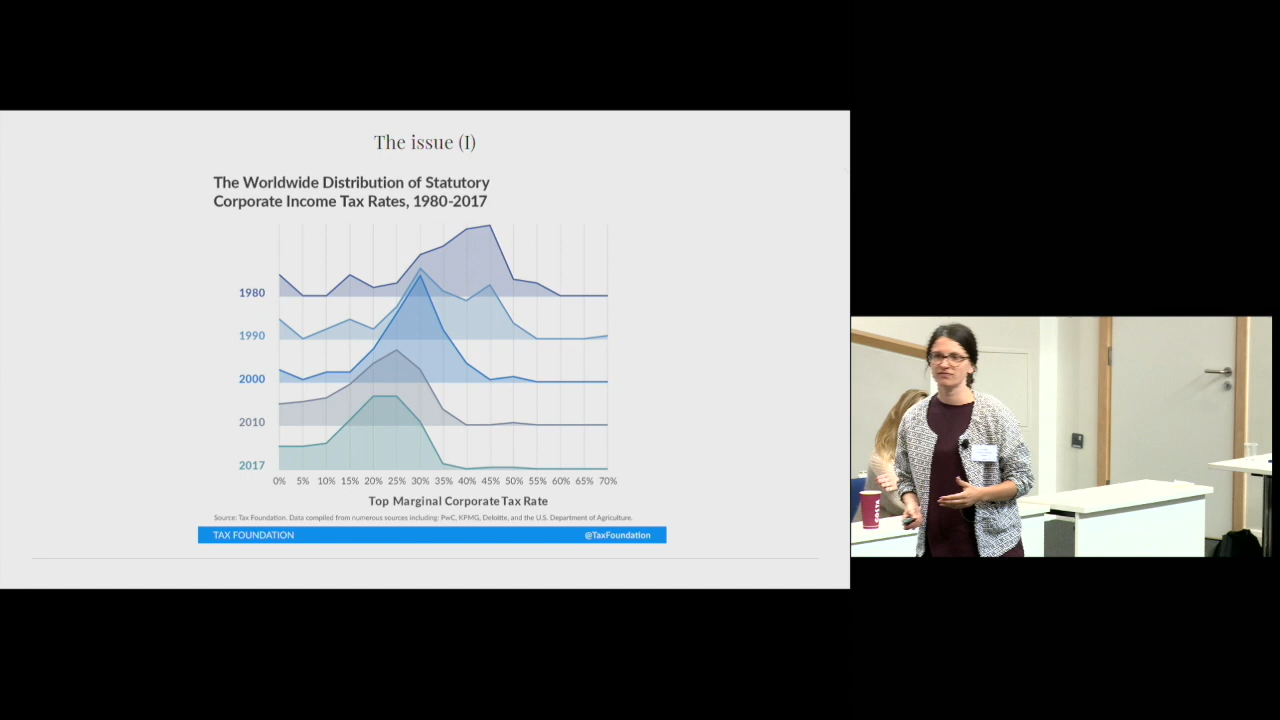 The issue (I)
The Worldwide Distribution of Statutory
Corporate Income Tax Rates, 1980-2017
1980
1990
2000
2010
2017
0% 5% 10% 15% 20% 25% 30% 35% 40% 45% 50% 55% 60% 65% 70%
Top Marginal Corporate Tax Rate
Source: Tax Foundation. Data compiled from numerous sources including: PwC, KPMG, Deloitte, and the U.S. Department of Agriculture.
TAX FOUNDATION
@TaxFoundation
COSTA